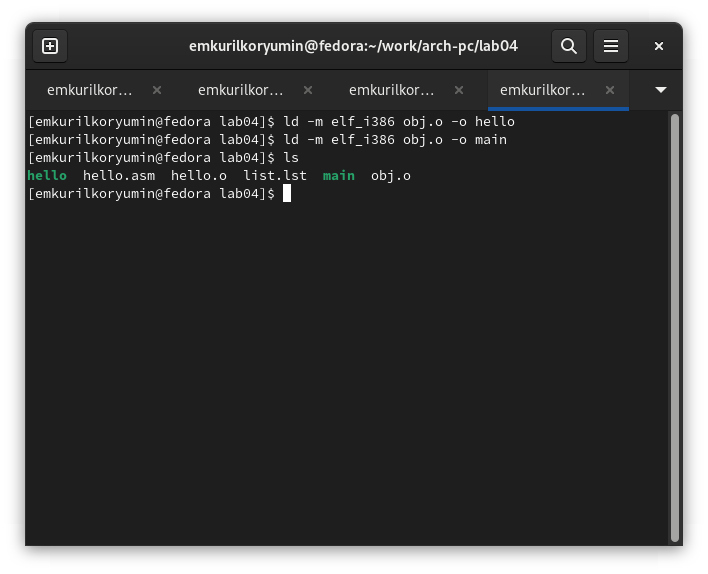 emkurilkoryumin@fedora:~/work/arch-pc/lab04
emkurilkor... emkurilkor... emkurilkor... emkurilkor...
[emkurilkoryumin@fedora lab04]$ ld -m elf_i386 obj.o -o hello
[emkurilkoryumin@fedora lab04]$ ld -m elf_i386 obj.o -o main
[emkurilkoryumin@fedora lab04]$ ls
hello  hello.asm  hello.o  list.lst  main  obj.o
[emkurilkoryumin@fedora lab04]$